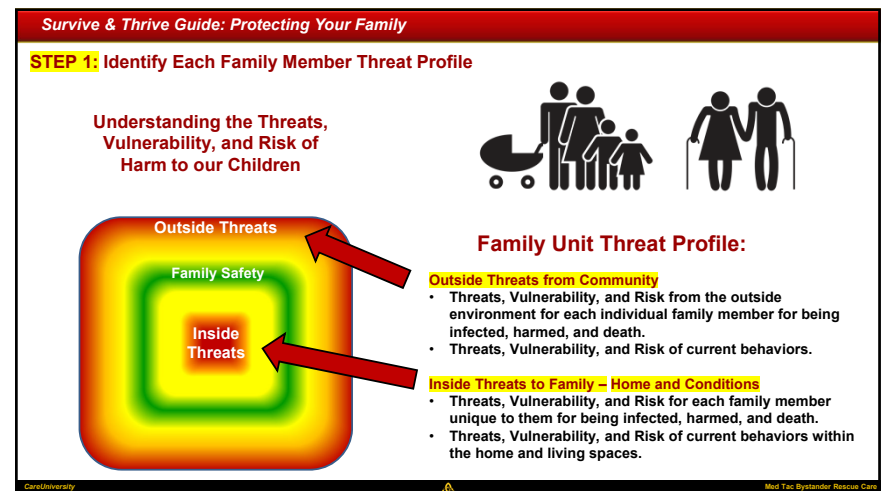 Survive & Thrive Guide: Protecting Your Family
STEP 1: Identify Each Family Member Threat Profile
Understanding the Threats,
Vulnerability, and Risk of
Harm to our Children
Outside Threats
Family Safety
Inside
Threats
Family Unit Threat Profile:
Outside Threats from Community
• Threats, Vulnerability, and Risk from the outside
environment for each individual family member for being
infected, harmed, and death.
• Threats, Vulnerability, and Risk of current behaviors.
Inside Threats to Family – Home and Conditions
• Threats, Vulnerability, and Risk for each family member
unique to them for being infected, harmed, and death.
• Threats, Vulnerability, and Risk of current behaviors within
the home and living spaces.
CareUniversity
Med Tac Bystander Rescue Care